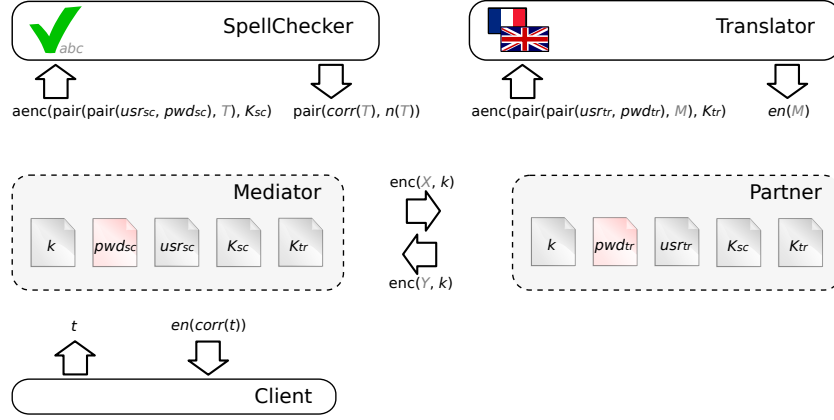 SpellChecker
abc
Translator
aenc(pair(pair(usrsc, pwdsc), T), Ksc)
pair(corr(T), n(T))
aenc(pair(pair(usrtr, pwdtr), M), Ktr)
en(M)
Mediator
k
pwdsc
usrsc
Ksc
Ktr
enc(X, k)
enc(Y, k)
Partner
k
pwdtr
usrtr
Ksc
Ktr
t
en(corr(t))
Client